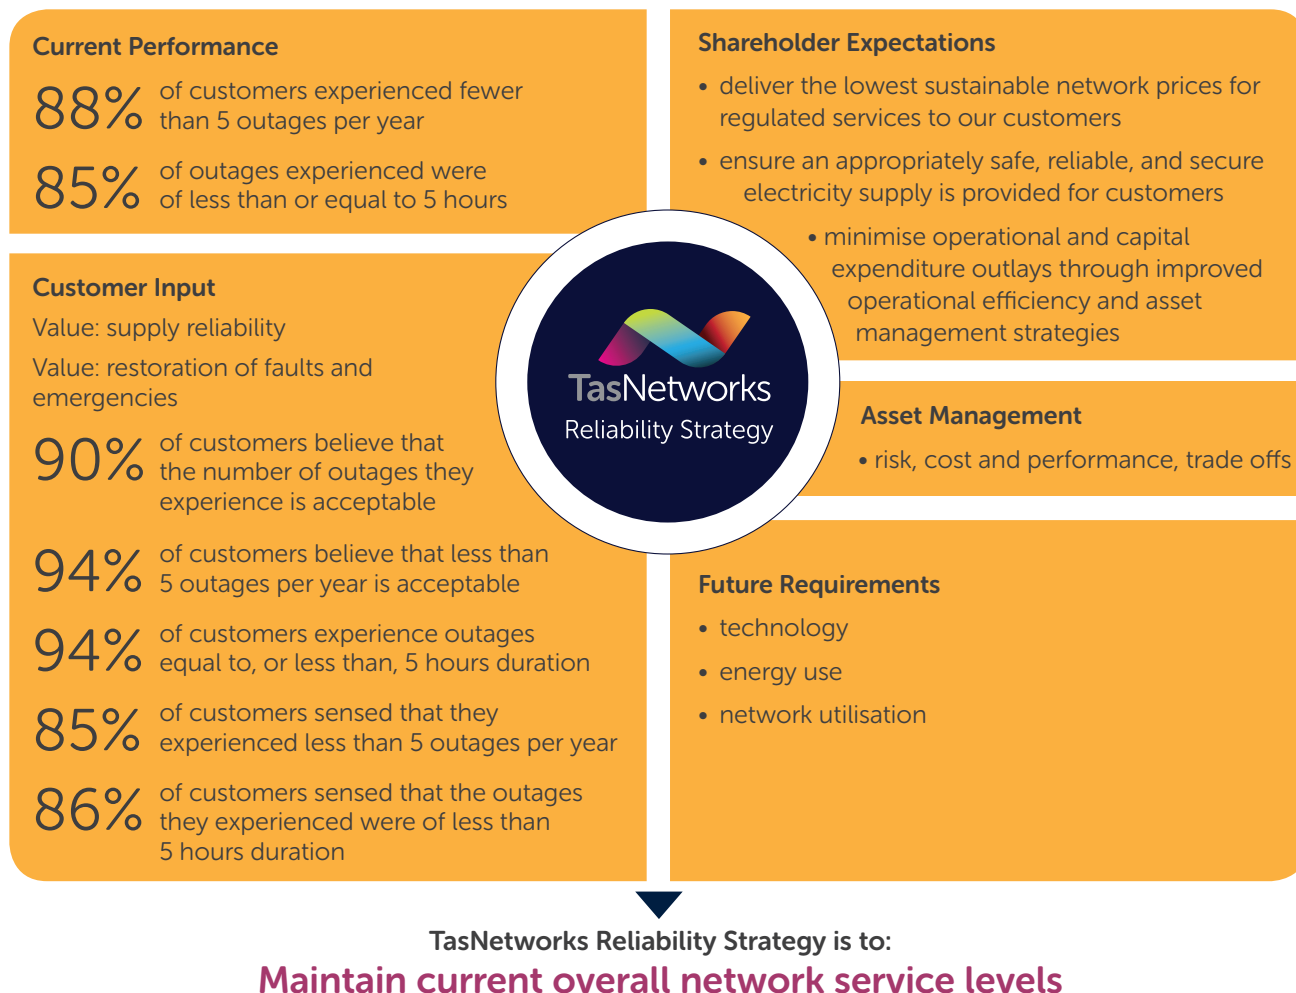 Current Performance
88% of customers experienced fewer
than 5 outages per year
85% of outages experienced were
of less than or equal to 5 hours
Customer Input
Value: supply reliability
Value: restoration of faults and
emergencies
90% of customers believe that
the number of outages they
experience is acceptable
94% of customers believe that less than
5 outages per year is acceptable
94% of customers experience outages
equal to, or less than, 5 hours duration
85% of customers sensed that they
experienced less than 5 outages per year
86% of customers sensed that the outages
they experienced were of less than
5 hours duration
TasNetworks
Reliability Strategy
Shareholder Expectations
• deliver the lowest sustainable network prices for
regulated services to our customers
• ensure an appropriately safe, reliable, and secure
electricity supply is provided for customers
• minimise operational and capital
expenditure outlays through improved
operational efficiency and asset
management strategies
Asset Management
• risk, cost and performance, trade offs
Future Requirements
• technology
• energy use
• network utilisation
TasNetworks Reliability Strategy is to:
Maintain current overall network service levels